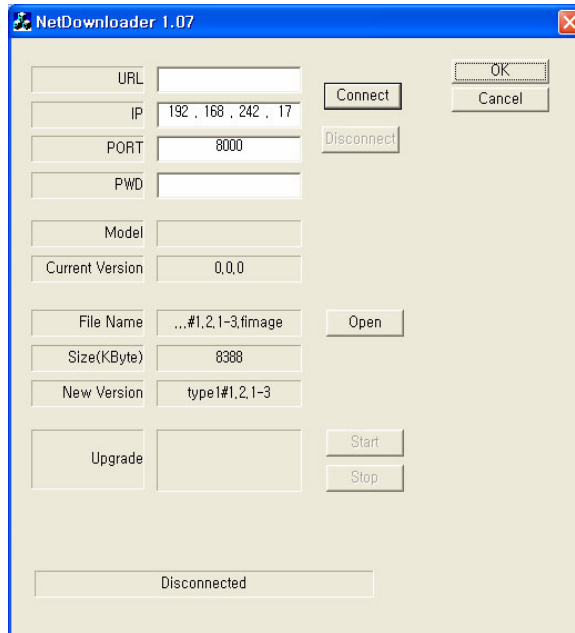 NetDownloader 1.07
URL
Connect
OK
Cancel
IP 192 . 168 . 242 . 17
PORT 8000
Disconnect
PWD
Model
Current Version 0,0,0
File Name ,,,#1,2,1-3,fimage Open
Size(KByte) 8388
New Version type1#1,2,1-3
Upgrade
Start
Stop
Disconnected